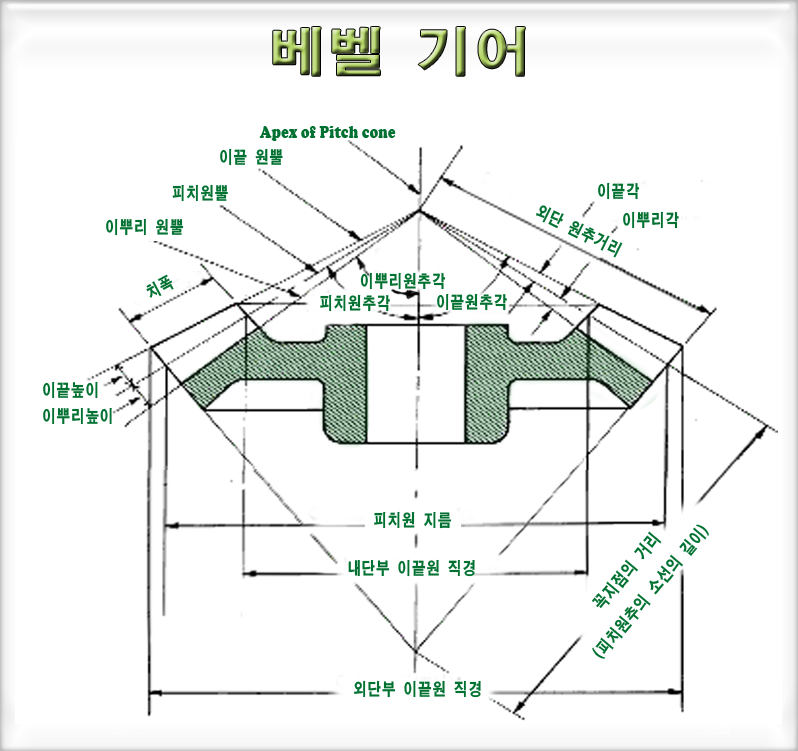 베벨 기어
Apex of Pitch cone
이끝 원뿔
피치원뿔
이뿌리 원뿔
치폭
이끝각
이뿌리각
외단 원추거리
이뿌리원추각
피치원추각
이끝원추각
이끝높이
이뿌리높이
피치원 지름
내단부 이끝원 직경
꼭지점의 거리
(피치원추의 소선의 길이)
외단부 이끝원 직경